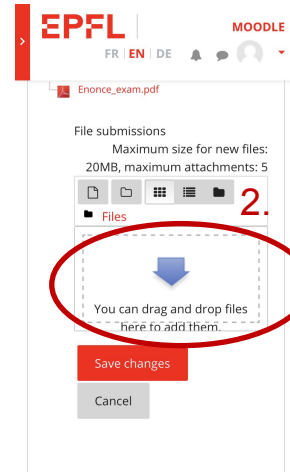 EPFL
MOODLE
FR | EN | DE
Enonce_exam.pdf
File submissions
Maximum size for new files:
20MB, maximum attachments: 5
2.
Files
You can drag and drop files
here to add them.
Save changes
Cancel